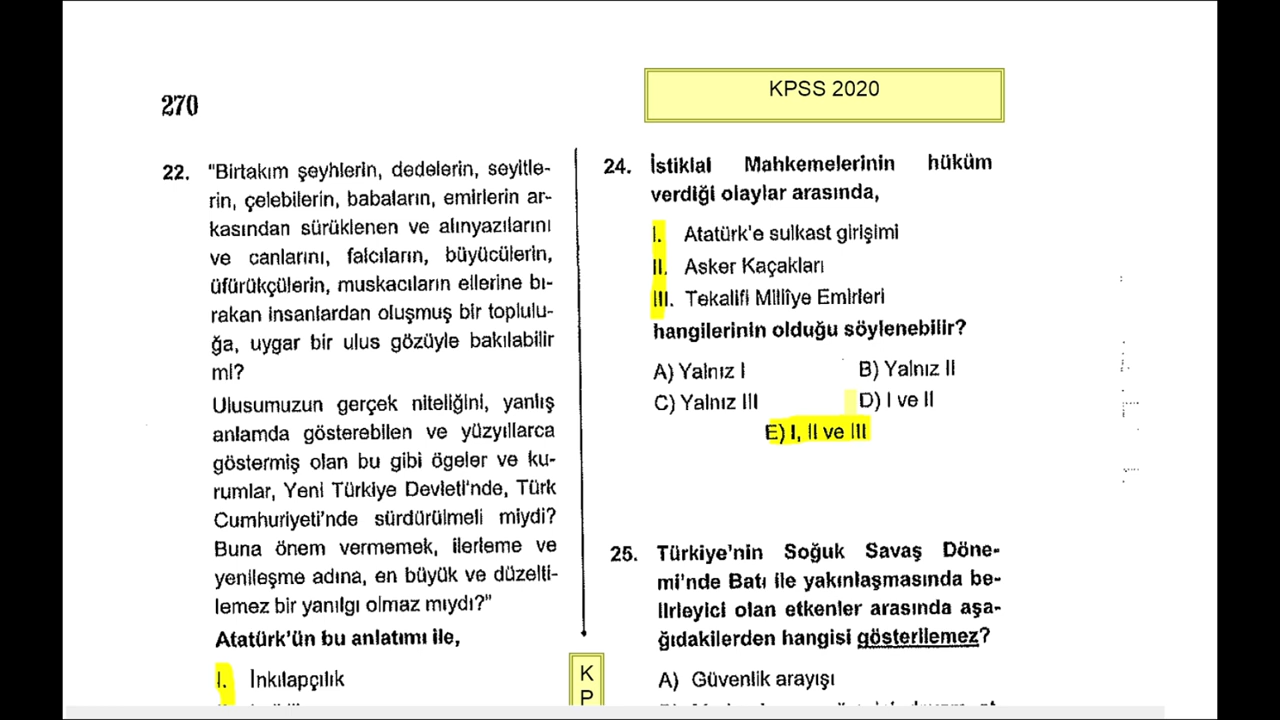 270
KPSS 2020
22. "Birtakım şeyhlerin, dedelerin, seyitle-
rin, çelebilerin, babaların, emirlerin ar-
kasından sürüklenen ve alınyazılarını
ve canlarını, falcıların, büyücülerin,
üfürükçülerin, muskacıların ellerine bı-
rakan insanlardan oluşmuş bir toplulu-
ğa, uygar bir ulus gözüyle bakılabilir
mi?
Ulusumuzun gerçek niteliğini, yanlış
anlamda gösterebilen ve yüzyıllarca
göstermiş olan bu gibi ögeler ve ku-
rumlar, Yeni Türkiye Devleti'nde, Türk
Cumhuriyeti'nde sürdürülmeli miydi?
Buna önem vermemek, ilerleme ve
yenileşme adına, en büyük ve düzelti-
lemez bir yanılgı olmaz mıydı?"
Atatürk'ün bu anlatımı ile,
I. İnkılapçılık
K
P
24. İstiklal Mahkemelerinin hüküm
verdiği olaylar arasında,
I. Atatürk'e suikast girişimi
II. Asker Kaçakları
III. Tekalifi Milliye Emirleri
hangilerinin olduğu söylenebilir?
A) Yalnız I B) Yalnız II
C) Yalnız III D) I ve II
E) I, II ve III
25. Türkiye'nin Soğuk Savaş Döne-
mi'nde Batı ile yakınlaşmasında be-
lirleyici olan etkenler arasında aşa-
ğıdakilerden hangisi gösterilemez?
A) Güvenlik arayışı